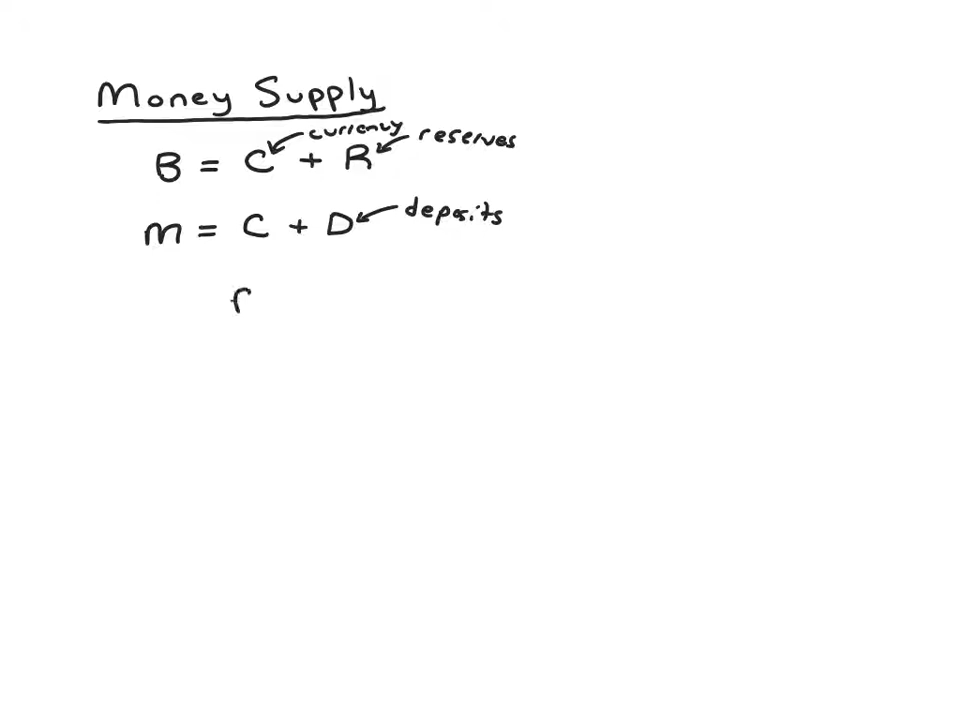 Money Supply
currency reserves
B = C + R
m = C + D deposits
r